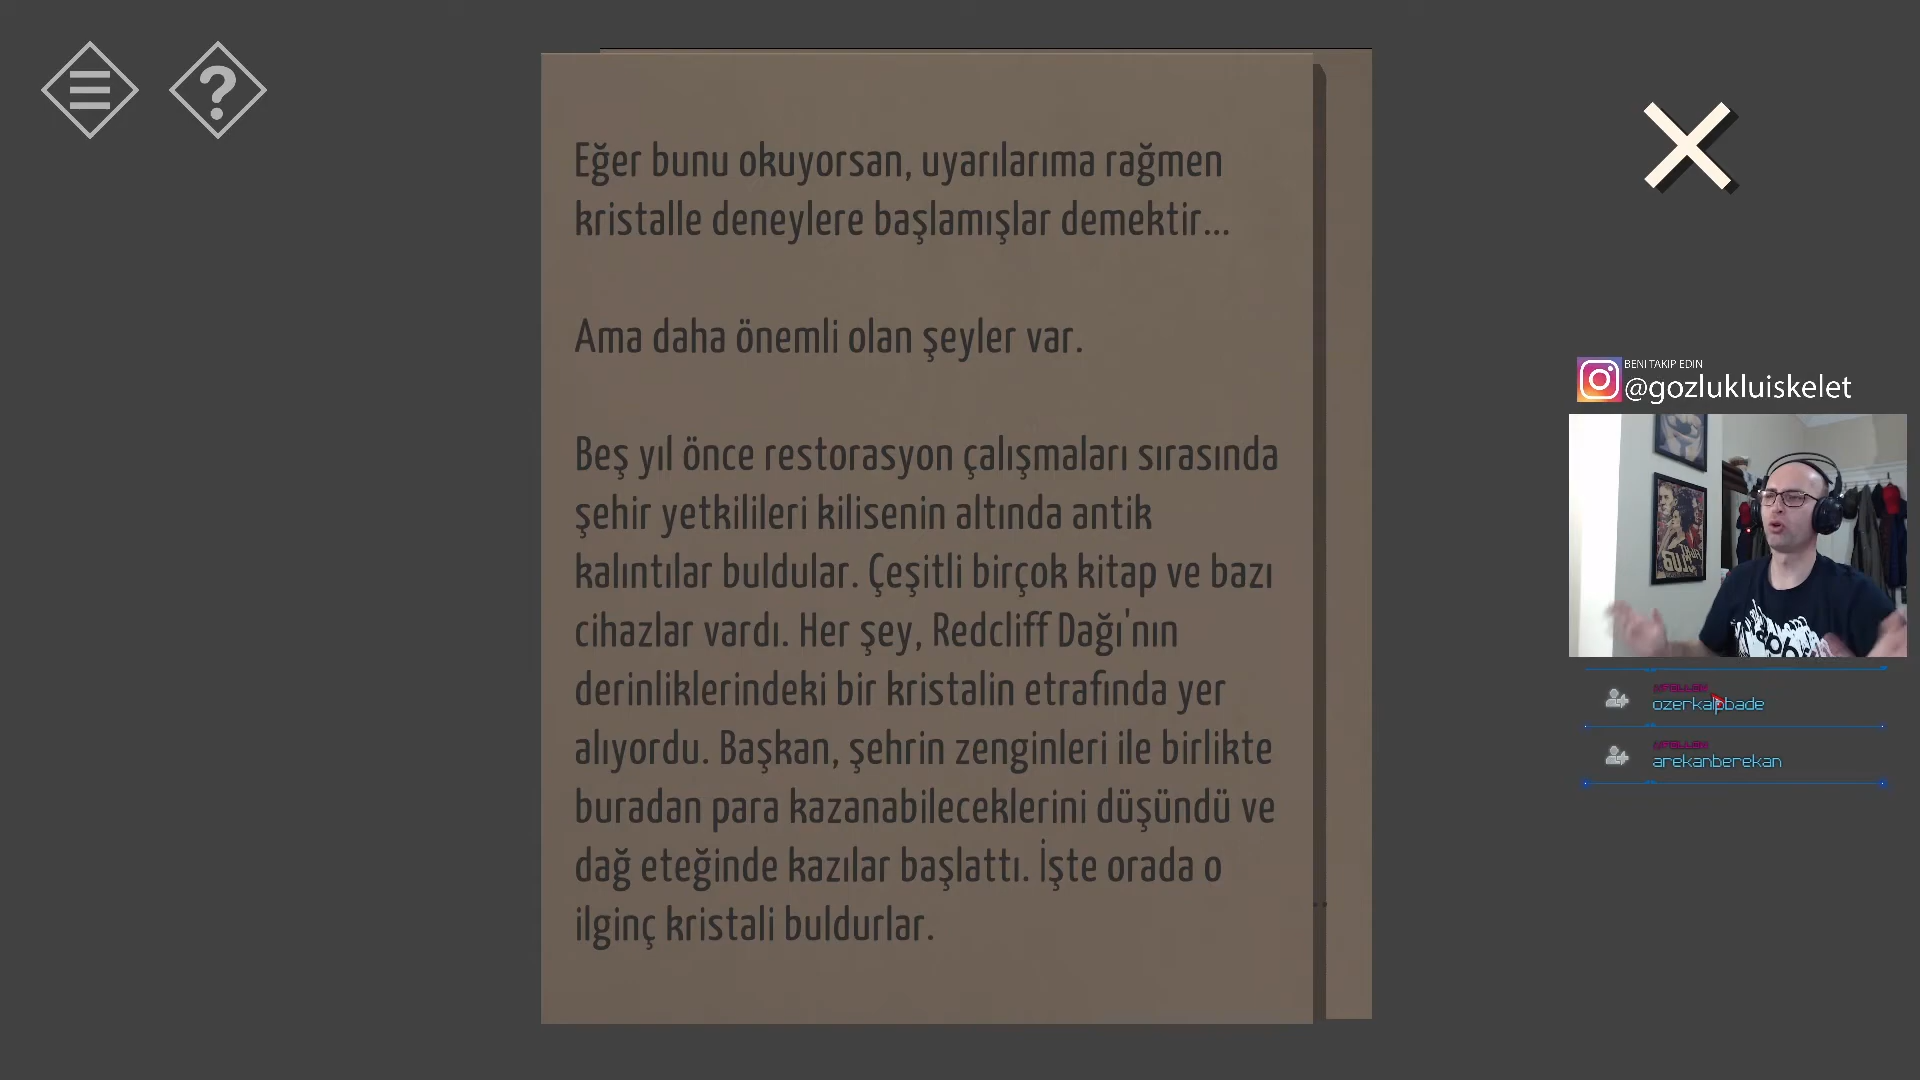 Eğer bunu okuyorsan, uyarılarıma rağmen
kristalle deneylere başlamışlar demektir...
Ama daha önemli olan şeyler var.
Beş yıl önce restorasyon çalışmaları sırasında
şehir yetkilileri kilisenin altında antik
kalıntılar buldular. Çeşitli birçok kitap ve bazı
cihazlar vardı. Her şey, Redcliff Dağı'nın
derinliklerindeki bir kristalin etrafında yer
alıyordu. Başkan, şehrin zenginleri ile birlikte
buradan para kazanabileceklerini düşündü ve
dağ eteğinde kazılar başlattı. İşte orada o
ilginç kristali buldurlar.
?
BENI TAKIP EDIN
@gozlukluiskelet
arekanberekan